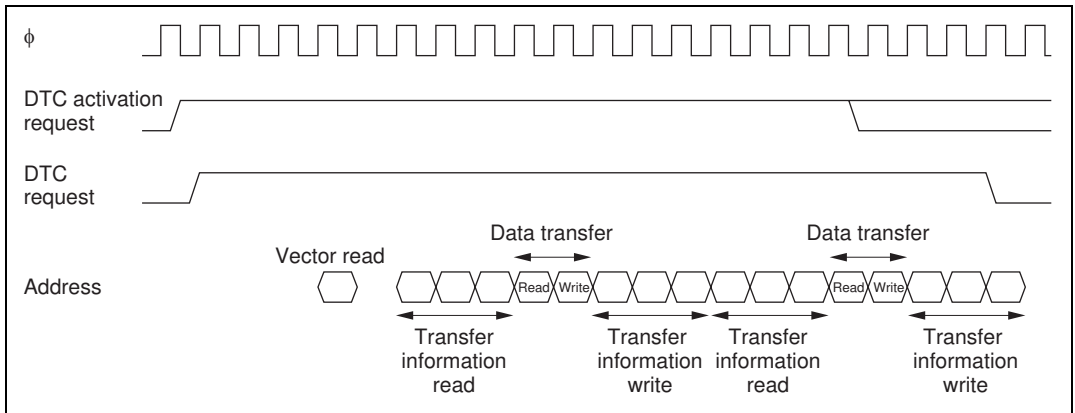 ϕ
DTC activation
request
DTC
request
Data transfer Data transfer
Vector read
Address Read Write Read Write
Transfer Transfer Transfer Transfer
information information information information
read write read write